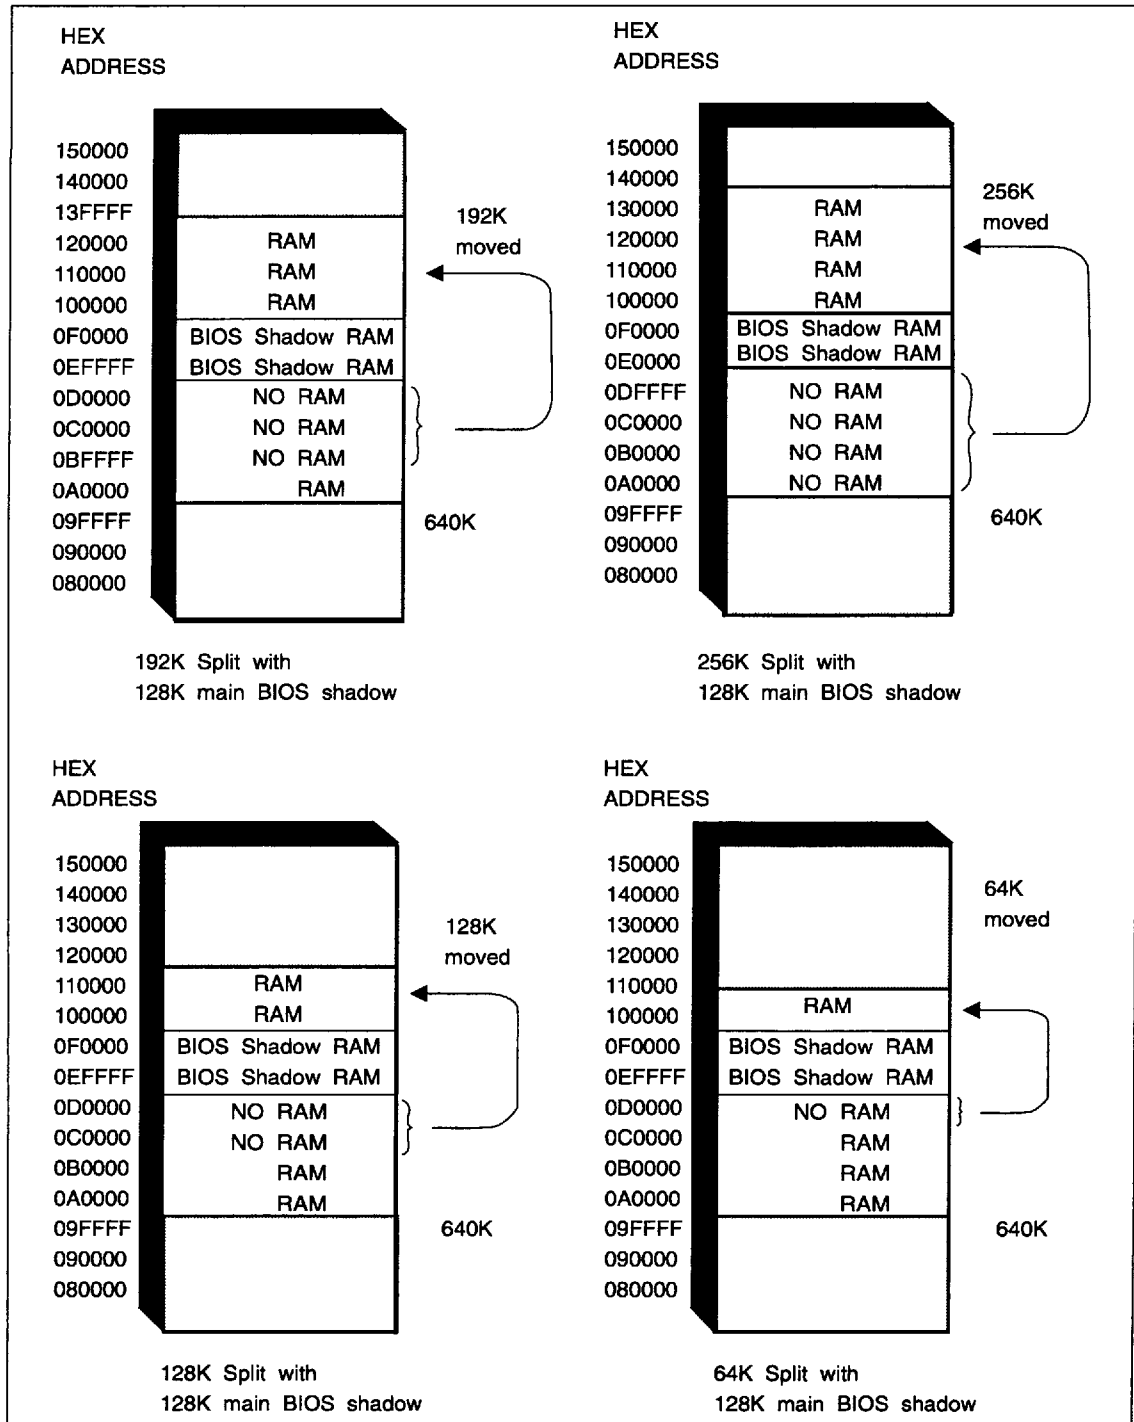 HEX
ADDRESS
150000
140000
13FFFF
120000
110000
100000
0F0000
0EFFFF
0D0000
0C0000
0BFFFF
0A0000
09FFFF
090000
080000
RAM
RAM
RAM
BIOS Shadow RAM
BIOS Shadow RAM
NO RAM
NO RAM
NO RAM
RAM
192K
moved
640K
192K Split with
128K main BIOS shadow
HEX
ADDRESS
150000
140000
130000
120000
110000
100000
0F0000
0E0000
0DFFFF
0C0000
0B0000
0A0000
09FFFF
090000
080000
RAM
RAM
RAM
RAM
BIOS Shadow RAM
BIOS Shadow RAM
NO RAM
NO RAM
NO RAM
NO RAM
256K
moved
640K
256K Split with
128K main BIOS shadow
HEX
ADDRESS
150000
140000
130000
120000
110000
100000
0F0000
0EFFFF
0D0000
0C0000
0B0000
0A0000
09FFFF
090000
080000
RAM
RAM
BIOS Shadow RAM
BIOS Shadow RAM
NO RAM
NO RAM
RAM
RAM
128K
moved
640K
128K Split with
128K main BIOS shadow
HEX
ADDRESS
150000
140000
130000
120000
110000
100000
0F0000
0EFFFF
0D0000
0C0000
0B0000
0A0000
09FFFF
090000
080000
RAM
BIOS Shadow RAM
BIOS Shadow RAM
NO RAM
RAM
RAM
RAM
64K
moved
640K
64K Split with
128K main BIOS shadow